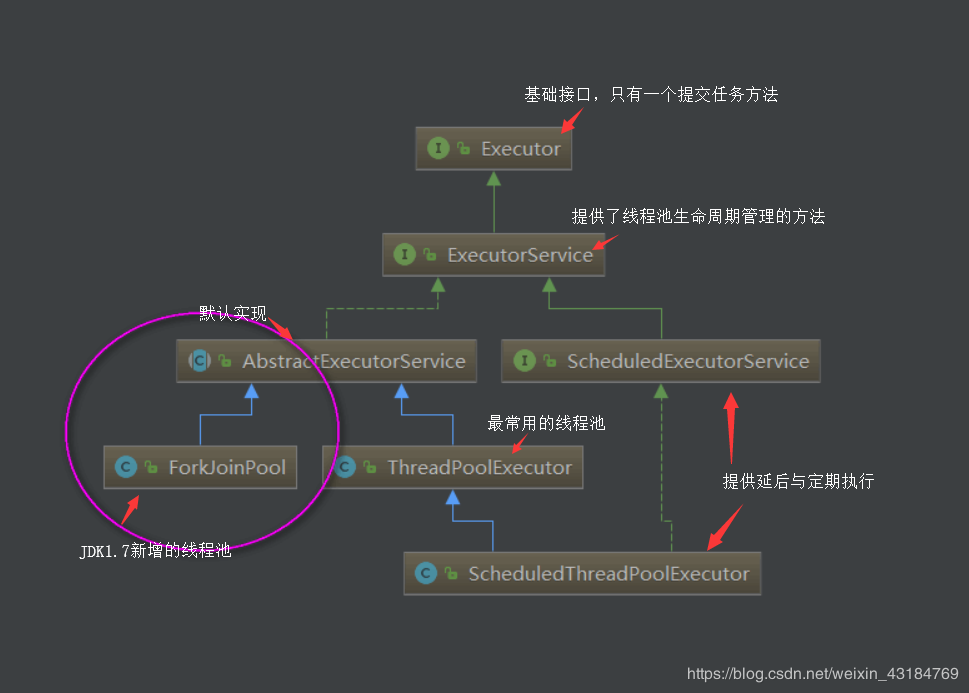 基础接口，只有一个提交任务方法
I Executor
提供了线程池生命周期管理的方法
I ExecutorService
默认实现
C AbstractExecutorService
I ScheduledExecutorService
最常用的线程池
C ForkJoinPool
C ThreadPoolExecutor
提供延后与定期执行
JDK1.7新增的线程池
C ScheduledThreadPoolExecutor
https://blog.csdn.net/weixin_43184769